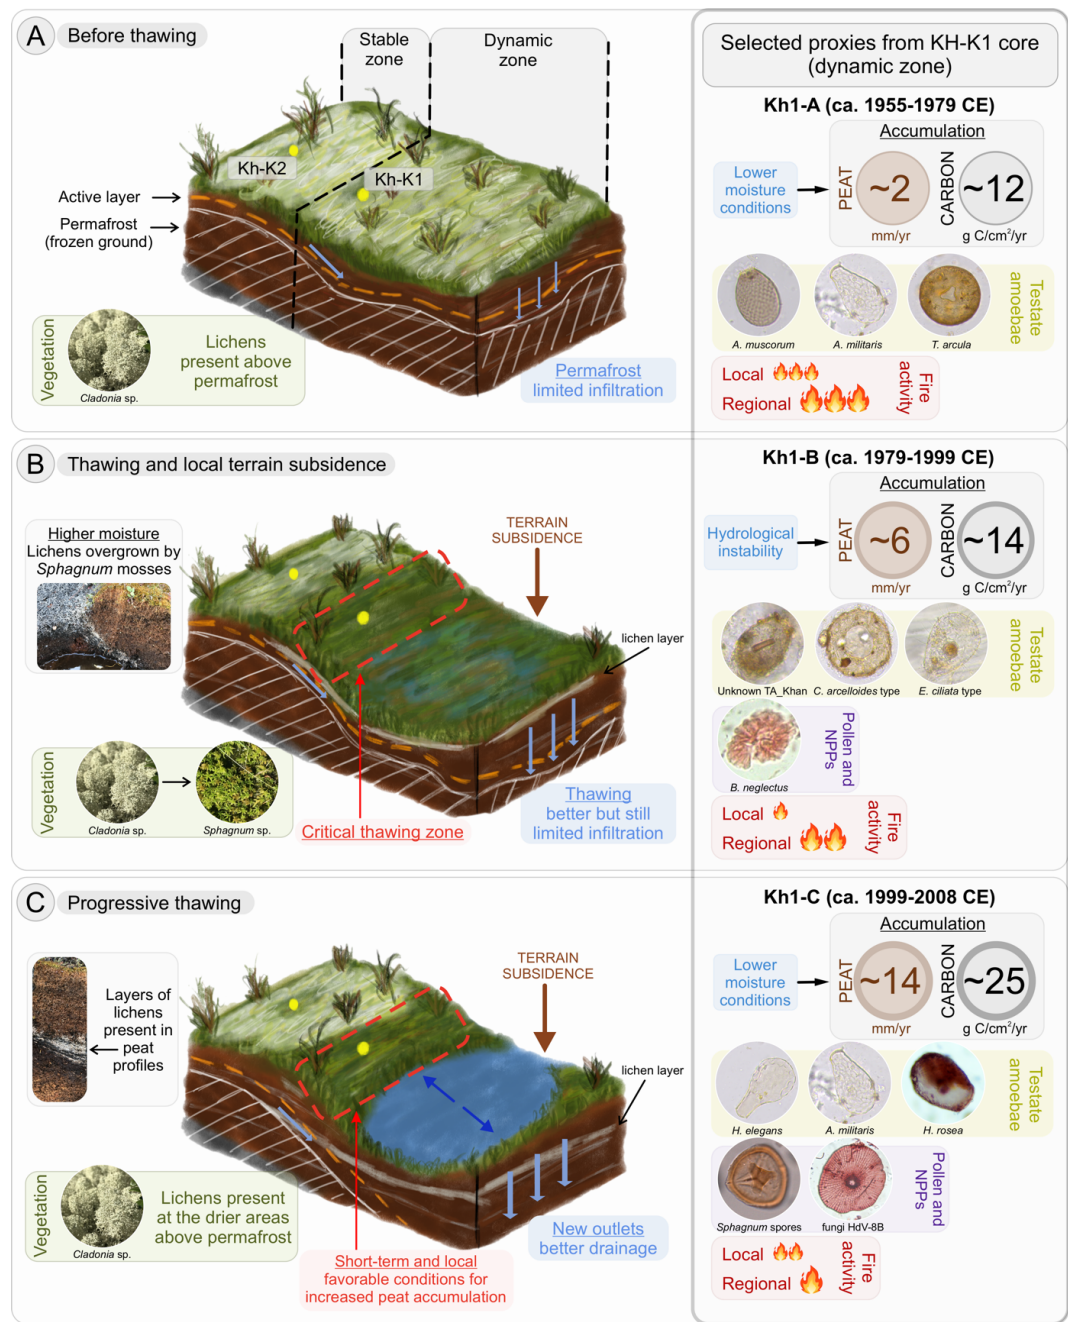 A
Before thawing
Stable
zone
Dynamic
zone
Kh-K2
Kh-K1
Active layer
Permafrost
(frozen ground)
Vegetation
Cladonia sp.
Lichens
present above
permafrost
Permafrost
limited infiltration
Selected proxies from KH-K1 core
(dynamic zone)
Kh1-A (ca. 1955-1979 CE)
Accumulation
Lower
moisture
conditions
PEAT
~2
mm/yr
CARBON
~12
g C/cm²/yr
A. muscorum
A. militaris
T. arcula
Testate
amoebae
Local
Regional
Fire
activity
B
Thawing and local terrain subsidence
Higher moisture
Lichens overgrown by
Sphagnum mosses
TERRAIN
SUBSIDENCE
lichen layer
Vegetation
Cladonia sp.
Sphagnum sp.
Critical thawing zone
Thawing
better but still
limited infiltration
Kh1-B (ca. 1979-1999 CE)
Accumulation
Hydrological
instability
PEAT
~6
mm/yr
CARBON
~14
g C/cm²/yr
Unknown TA_Khan
C. arcelloides type
E. ciliata type
Testate
amoebae
B. neglectus
Pollen and
NPPs
Local
Regional
Fire
activity
C
Progressive thawing
Layers of
lichens
present in
peat
profiles
TERRAIN
SUBSIDENCE
lichen layer
Vegetation
Cladonia sp.
Lichens present
at the drier areas
above permafrost
Short-term and local
favorable conditions for
increased peat accumulation
New outlets
better drainage
Kh1-C (ca. 1999-2008 CE)
Accumulation
Lower
moisture
conditions
PEAT
~14
mm/yr
CARBON
~25
g C/cm²/yr
H. elegans
A. militaris
H. rosea
Testate
amoebae
Sphagnum spores
fungi HdV-8B
Pollen and
NPPs
Local
Regional
Fire
activity